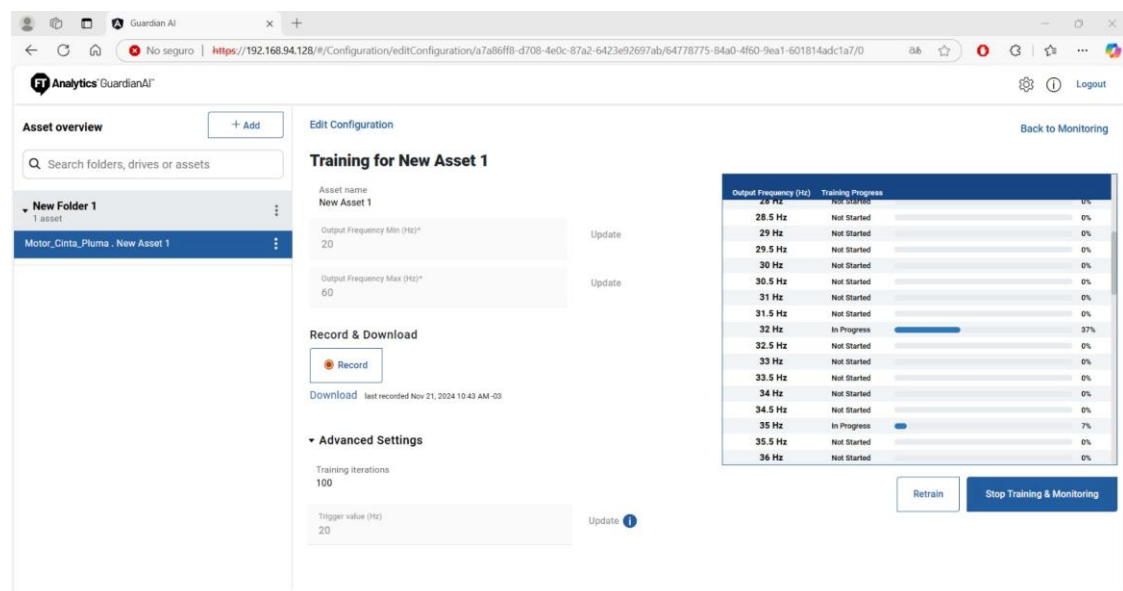 Guardian AI
No seguro https://192.168.94.128/#/Configuration/editConfiguration/a7a86ff8-d708-4e0c-87a2-6423e92697ab/64778775-84a0-4f60-9ea1-601814adc1a7/0
FT Analytics GuardianAI
Logout
Asset overview
+ Add
Edit Configuration
Back to Monitoring
Search folders, drives or assets
Training for New Asset 1
New Folder 1
1 asset
Motor_Cinta_Pluma . New Asset 1
Asset name
New Asset 1
Output Frequency Min (Hz)*
20
Update
Output Frequency Max (Hz)*
60
Update
Record & Download
Record
Download last recorded Nov 21, 2024 10:43 AM -03
Advanced Settings
Training iterations
100
Trigger value (Hz)
20
Update
Output Frequency (Hz) Training Progress
28 Hz Not Started 0%
28.5 Hz Not Started 0%
29 Hz Not Started 0%
29.5 Hz Not Started 0%
30 Hz Not Started 0%
30.5 Hz Not Started 0%
31 Hz Not Started 0%
31.5 Hz Not Started 0%
32 Hz In Progress 37%
32.5 Hz Not Started 0%
33 Hz Not Started 0%
33.5 Hz Not Started 0%
34 Hz Not Started 0%
34.5 Hz Not Started 0%
35 Hz In Progress 7%
35.5 Hz Not Started 0%
36 Hz Not Started 0%
Retrain
Stop Training & Monitoring